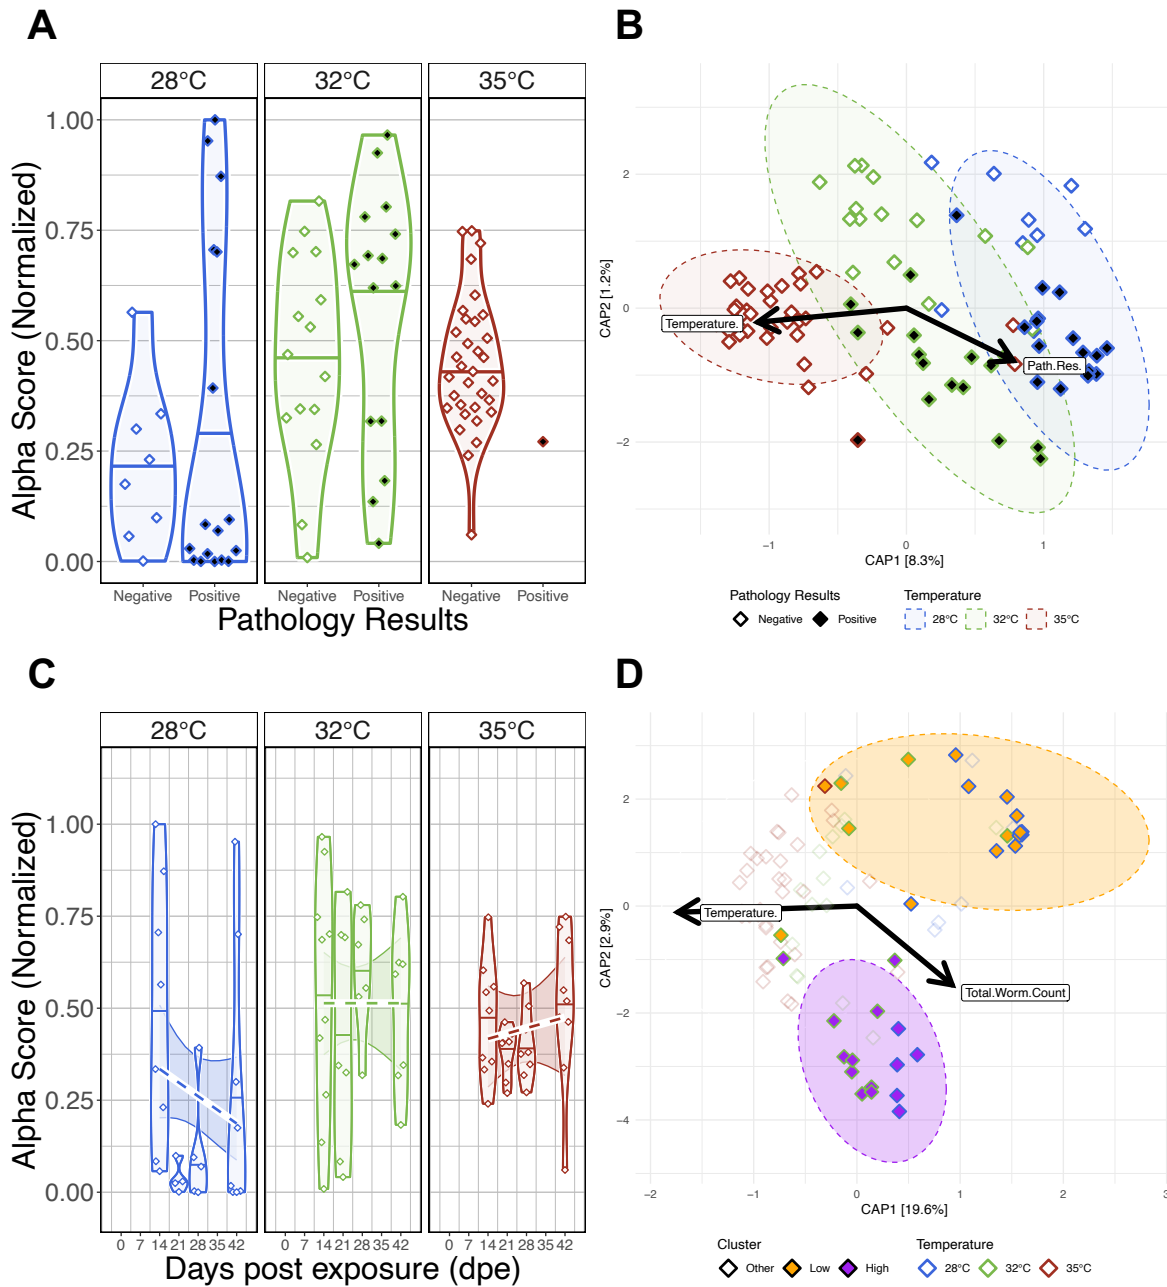 A
28°C
32°C
35°C
Alpha Score (Normalized)
1.00
0.75
0.50
0.25
0.00
Negative
Positive
Negative
Positive
Negative
Positive
Pathology Results
B
CAP2 [1.2%]
2
0
−2
Temperature.
Path.Res.
−1
0
1
CAP1 [8.3%]
Pathology Results
Negative
Positive
Temperature
28°C
32°C
35°C
C
28°C
32°C
35°C
Alpha Score (Normalized)
1.00
0.75
0.50
0.25
0.00
0 7 14 21 28 35 42
0 7 14 21 28 35 42
0 7 14 21 28 35 42
Days post exposure (dpe)
D
CAP2 [2.9%]
2
0
−2
−4
Temperature.
Total.Worm.Count
−2
−1
0
1
2
3
CAP1 [19.6%]
Cluster
Other
Low
High
Temperature
28°C
32°C
35°C